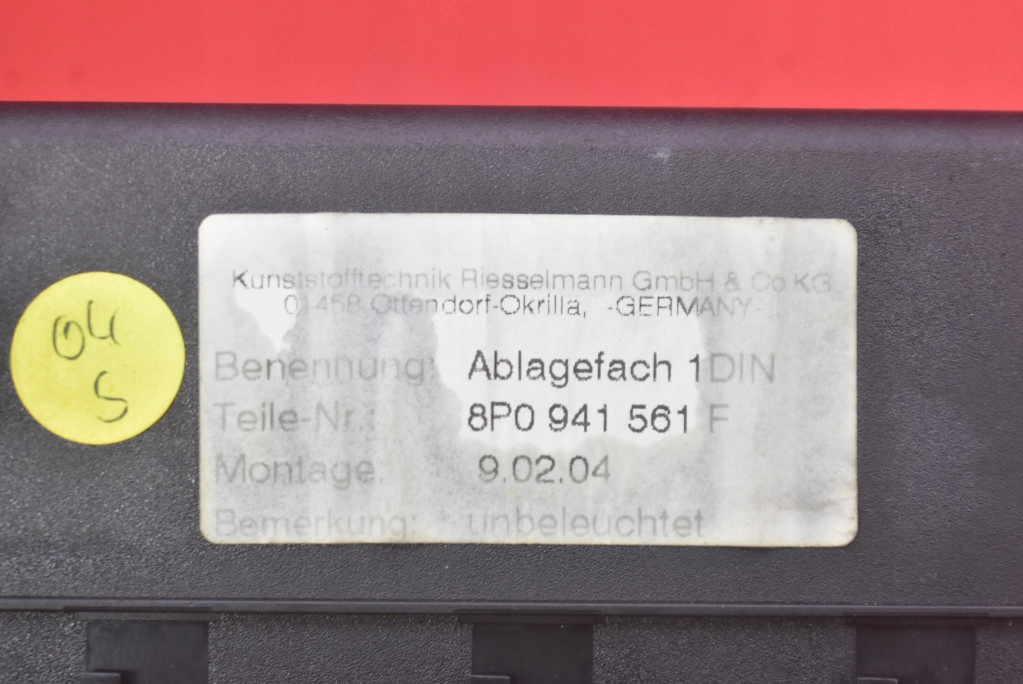 Kunststofftechnik Riesselmann GmbH & Co KG
01458 Ottendorf-Okrilla, -GERMANY-
Benennung: Ablagefach 1DIN
Teile-Nr.: 8P0 941 561 F
Montage: 9.02.04
Bemerkung: unbeleuchtet
04
S